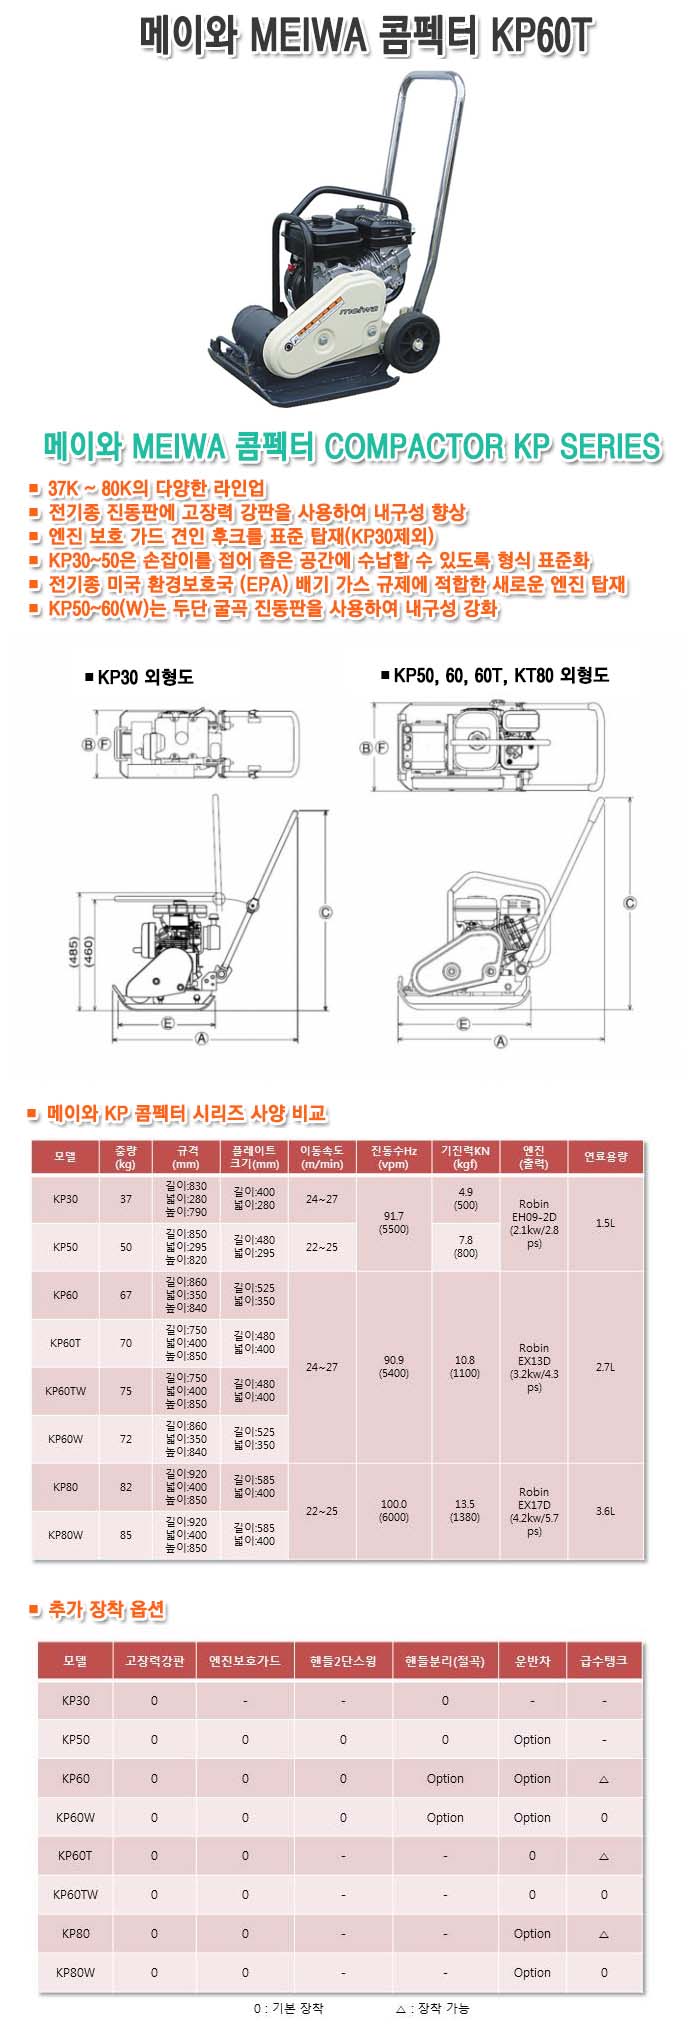 메이와 MEIWA 콤펙터 KP60T
meiwa
메이와 MEIWA 콤펙터 COMPACTOR KP SERIES
■ 37K ~ 80K의 다양한 라인업
■ 전기종 진동판에 고장력 강판을 사용하여 내구성 향상
■ 엔진 보호 가드 견인 후크를 표준 탑재(KP30제외)
■ KP30~50은 손잡이를 접어 좁은 공간에 수납할 수 있도록 형식 표준화
■ 전기종 미국 환경보호국 (EPA) 배기 가스 규제에 적합한 새로운 엔진 탑재
■ KP50~60(W)는 두단 굴곡 진동판을 사용하여 내구성 강화
■ KP30 외형도
■ KP50, 60, 60T, KT80 외형도
B F
B F
C
(485)
(460)
E
A
C
E
A
■ 메이와 KP 콤펙터 시리즈 사양 비교
모델 중량 (kg) 규격 (mm) 플레이트 크기(mm) 이동속도 (m/min) 진동수Hz (vpm) 기진력KN (kgf) 엔진 (출력) 연료용량
KP30 37 길이:830 넓이:280 높이:790 길이:400 넓이:280 24~27 91.7 (5500) 4.9 (500) Robin EH09-2D (2.1kw/2.8 ps) 1.5L
KP50 50 길이:850 넓이:295 높이:820 길이:480 넓이:295 22~25 7.8 (800)
KP60 67 길이:860 넓이:350 높이:840 길이:525 넓이:350
KP60T 70 길이:750 넓이:400 높이:850 길이:480 넓이:400
24~27 90.9 (5400) 10.8 (1100) Robin EX13D (3.2kw/4.3 ps) 2.7L
KP60TW 75 길이:750 넓이:400 높이:850 길이:480 넓이:400
KP60W 72 길이:860 넓이:350 높이:840 길이:525 넓이:350
KP80 82 길이:920 넓이:400 높이:850 길이:585 넓이:400
22~25 100.0 (6000) 13.5 (1380) Robin EX17D (4.2kw/5.7 ps) 3.6L
KP80W 85 길이:920 넓이:400 높이:850 길이:585 넓이:400
■ 추가 장착 옵션
모델 고장력강판 엔진보호가드 핸들2단스윙 핸들분리(절곡) 운반차 급수탱크
KP30 0 - - 0 - -
KP50 0 0 0 0 Option -
KP60 0 0 0 Option Option △
KP60W 0 0 0 Option Option 0
KP60T 0 0 - - 0 △
KP60TW 0 0 - - 0 0
KP80 0 0 - - Option △
KP80W 0 0 - - Option 0
0 : 기본 장착 △ : 장착 가능